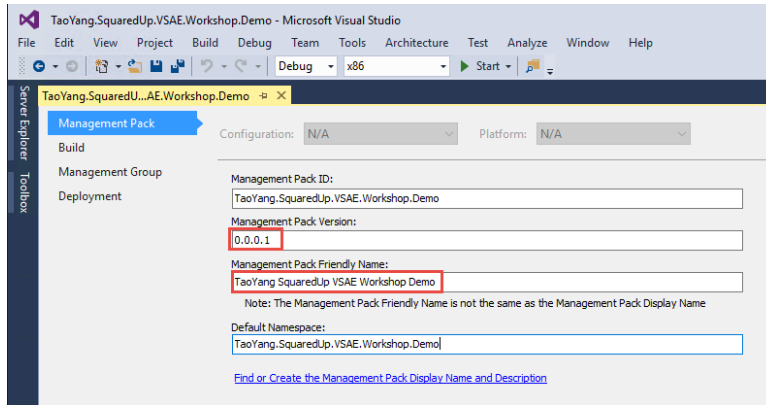 TaoYang.SquaredUp.VSAE.Workshop.Demo - Microsoft Visual Studio
File Edit View Project Build Debug Team Tools Architecture Test Analyze Window Help
Debug x86 Start
Server Explorer
Toolbox
TaoYang.SquaredU...AE.Workshop.Demo
Management Pack
Build
Management Group
Deployment
Configuration: N/A Platform: N/A
Management Pack ID:
TaoYang.SquaredUp.VSAE.Workshop.Demo
Management Pack Version:
0.0.0.1
Management Pack Friendly Name:
TaoYang SquaredUp VSAE Workshop Demo
Note: The Management Pack Friendly Name is not the same as the Management Pack Display Name
Default Namespace:
TaoYang.SquaredUp.VSAE.Workshop.Demo
Find or Create the Management Pack Display Name and Description